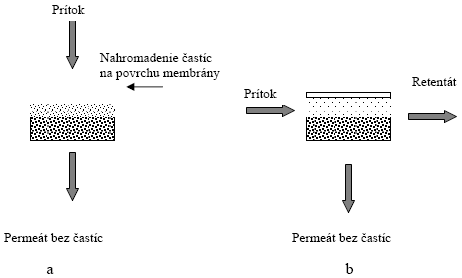 Prítok
Nahromadenie častíc
na povrchu membrány
Permeát bez častíc
a
Prítok
Retentát
Permeát bez častíc
b